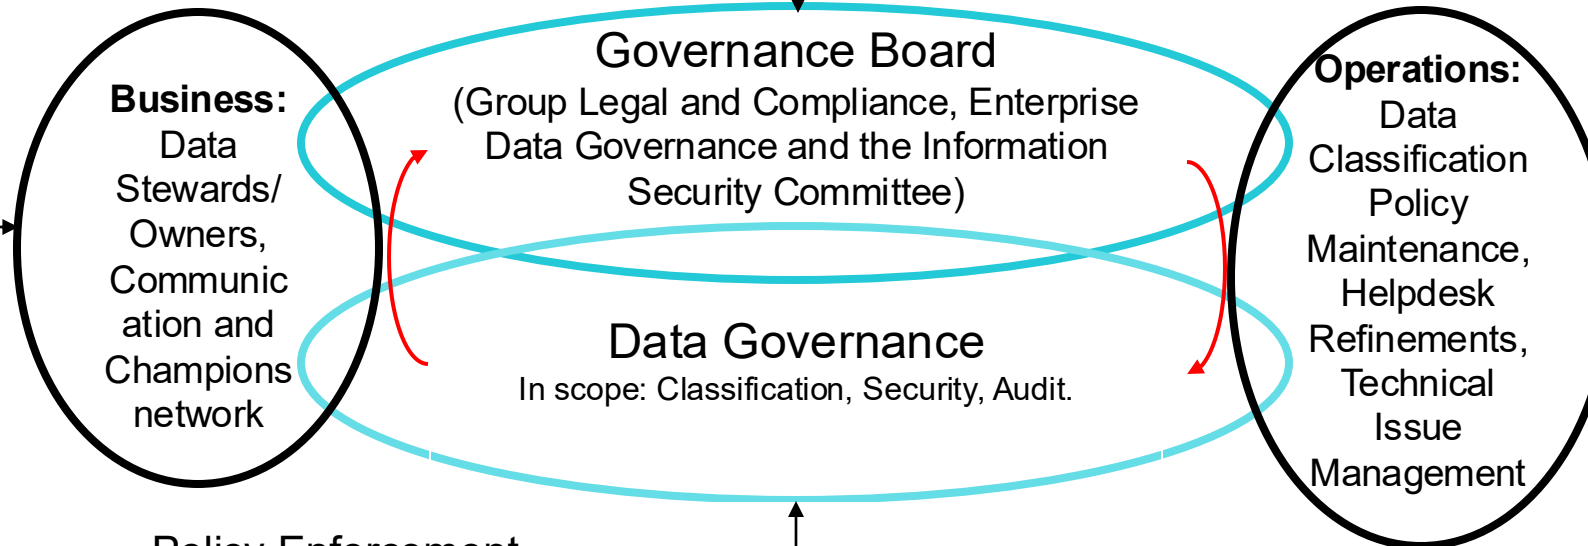 Governance Board
(Group Legal and Compliance, Enterprise
Data Governance and the Information
Security Committee)
Business:
Data
Stewards/
Owners,
Communic
ation and
Champions
network
Operations:
Data
Classification
Policy
Maintenance,
Helpdesk
Refinements,
Technical
Issue
Management
Data Governance
In scope: Classification, Security, Audit.
Policy Enforcement